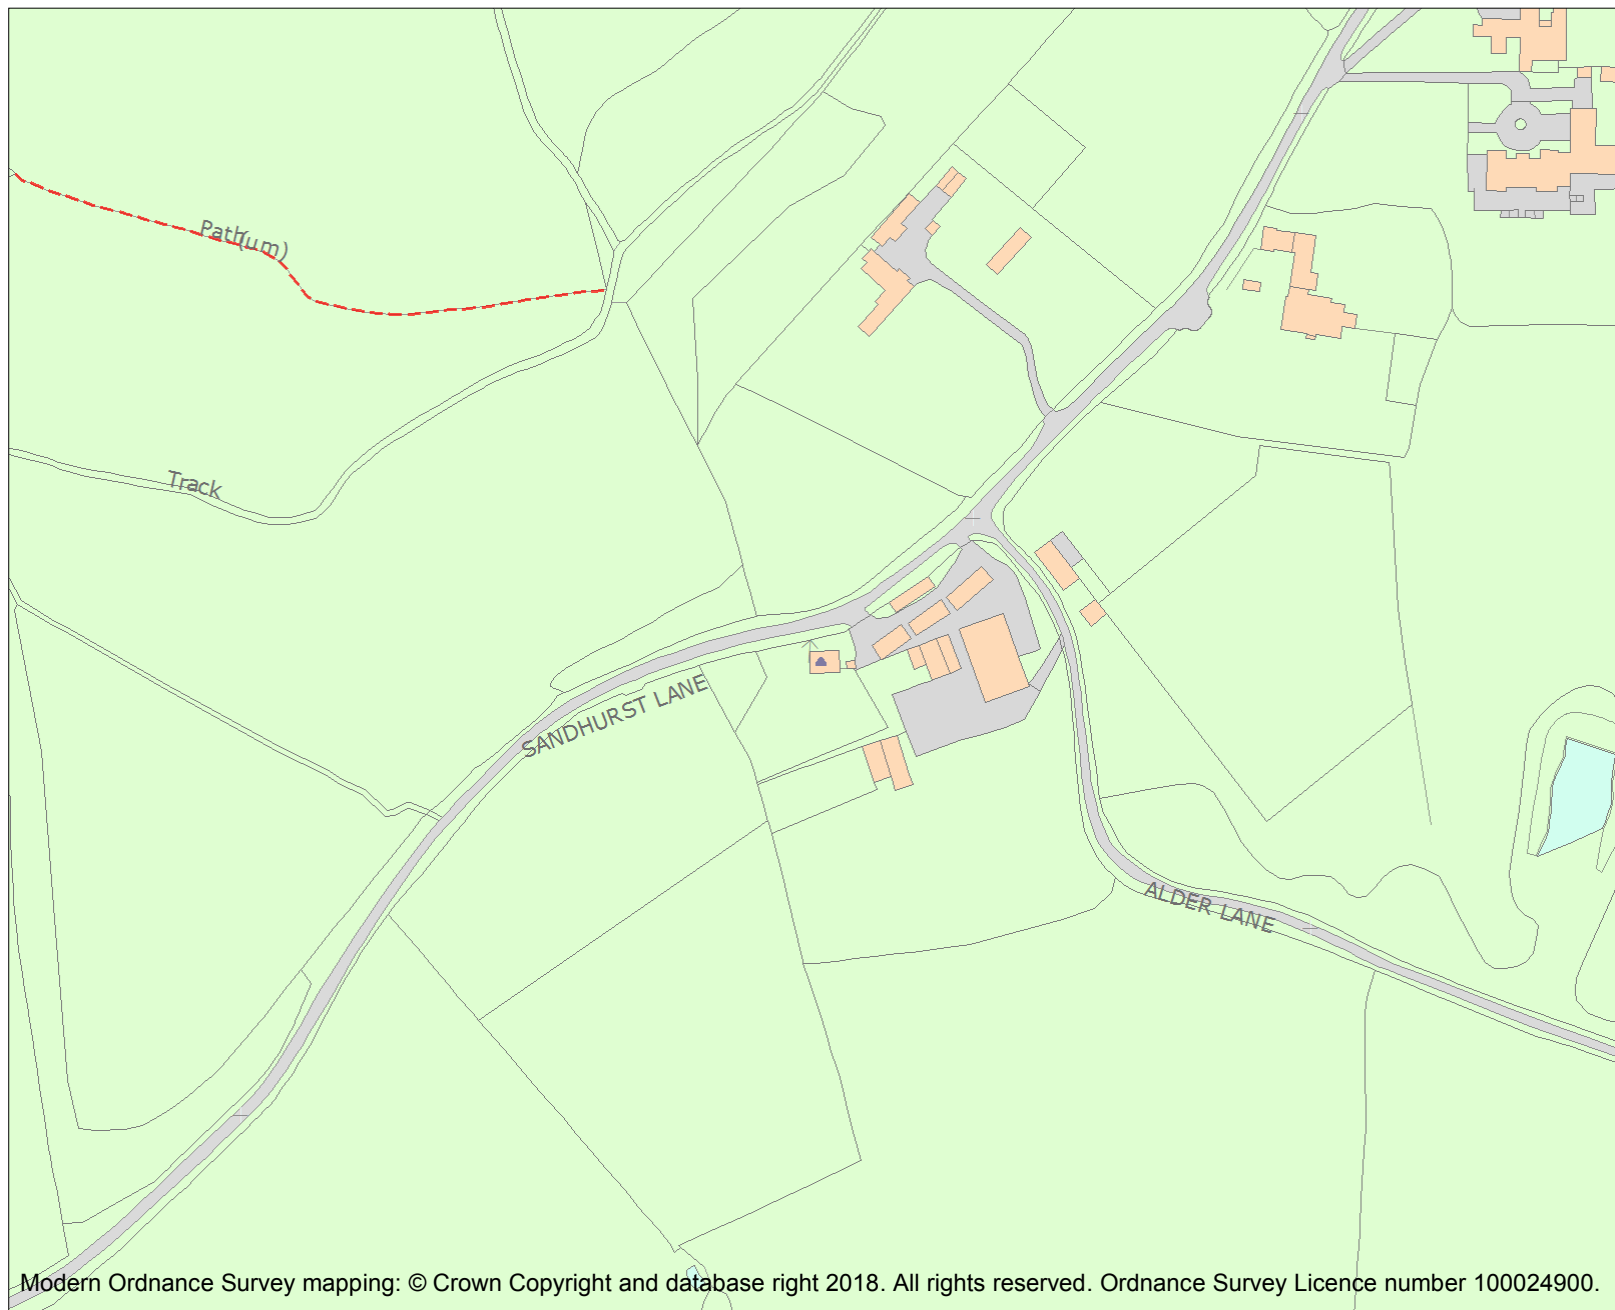 Path(um)
Track
SANDHURST LANE
ALDER LANE
Modern Ordnance Survey mapping: © Crown Copyright and database right 2018. All rights reserved. Ordnance Survey Licence number 100024900.